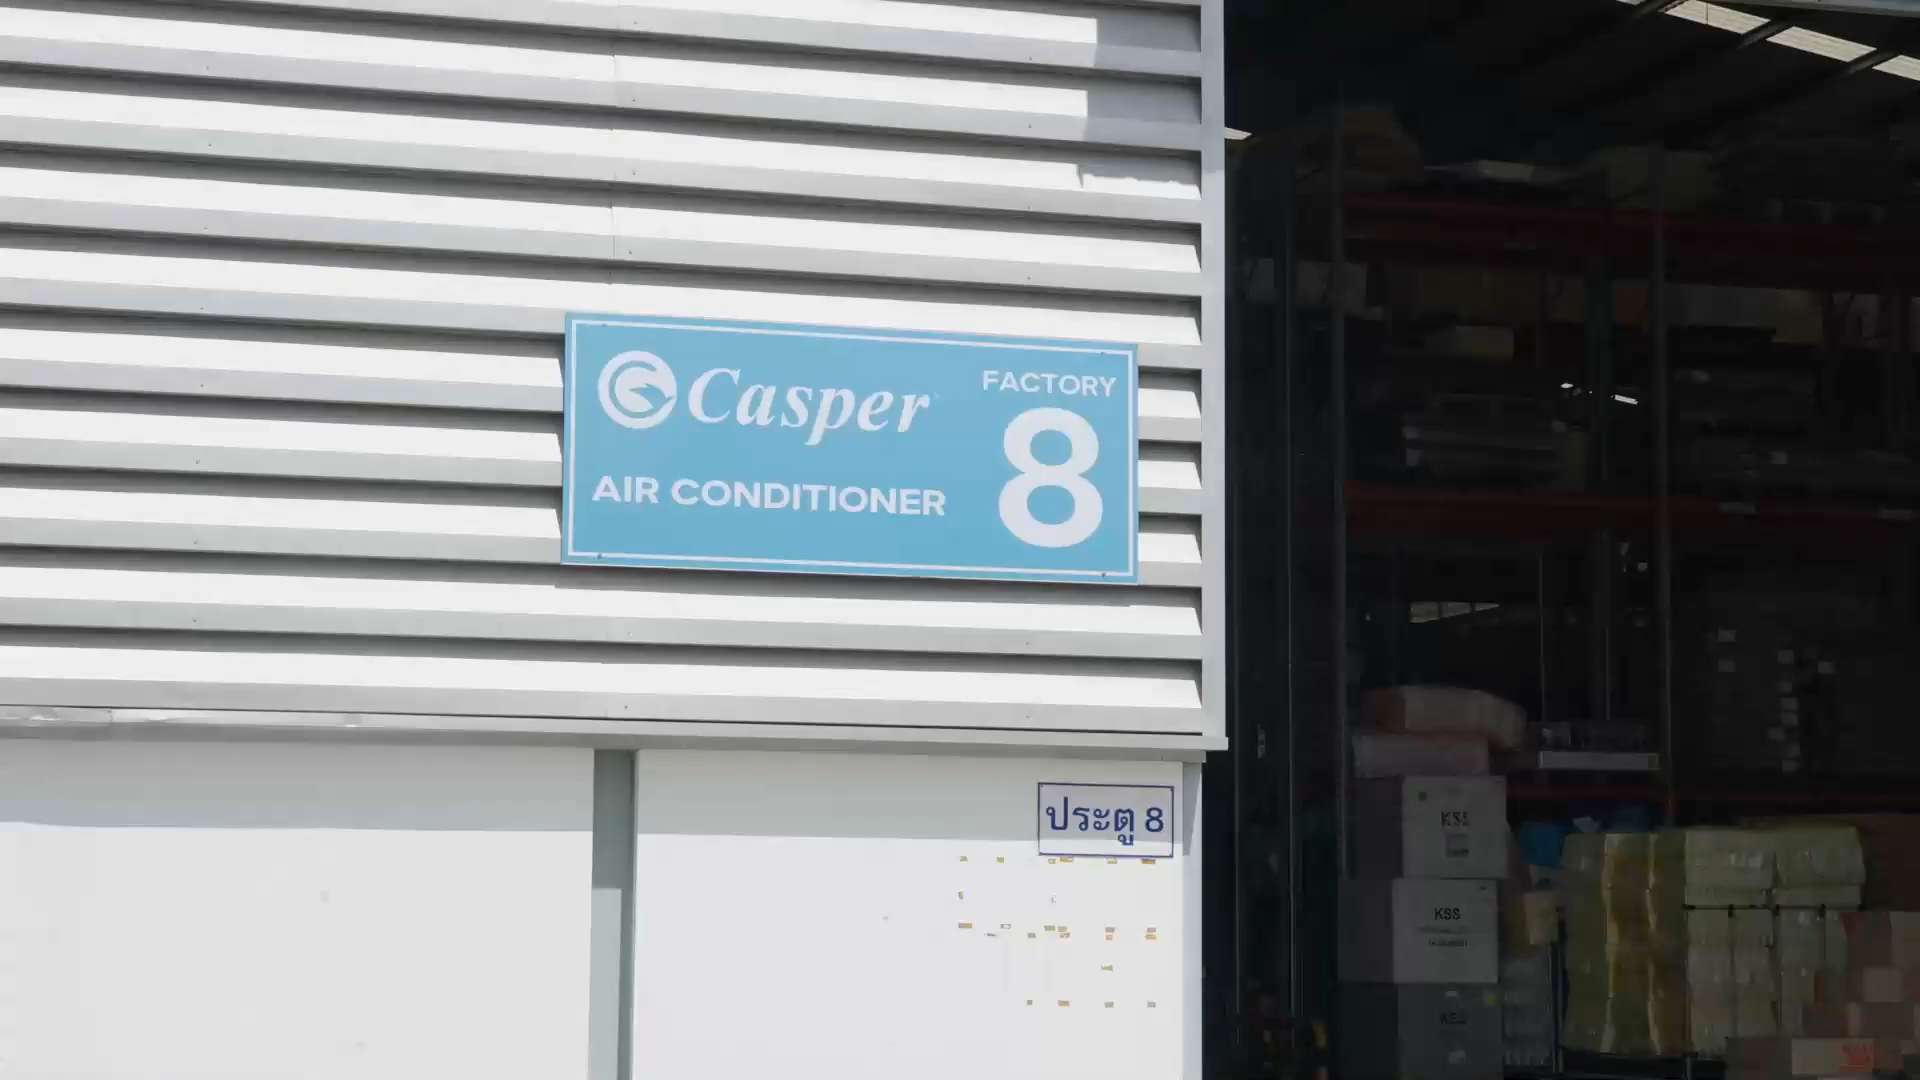 Casper
AIR CONDITIONER
FACTORY
8
ประตู 8
KSS
KSS